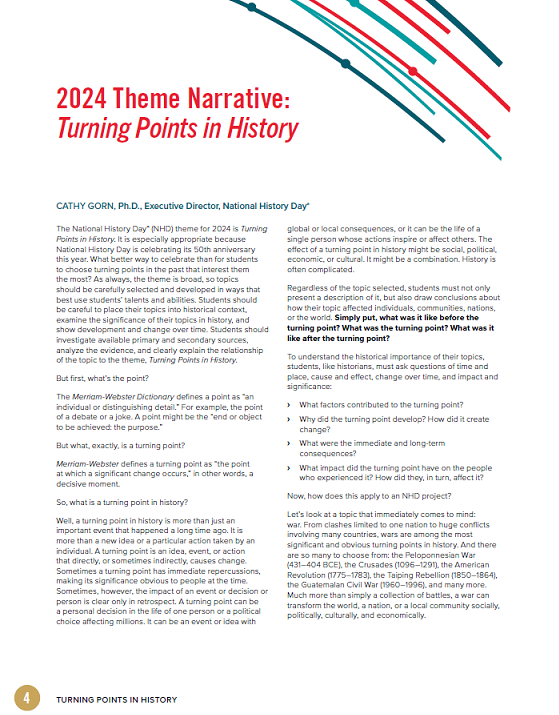 2024 Theme Narrative:
Turning Points in History
CATHY GORN, Ph.D., Executive Director, National History Day®
The National History Day® (NHD) theme for 2024 is Turning
Points in History. It is especially appropriate because
National History Day is celebrating its 50th anniversary
this year. What better way to celebrate than for students
to choose turning points in the past that interest them
the most? As always, the theme is broad, so topics
should be carefully selected and developed in ways that
best use students’ talents and abilities. Students should
be careful to place their topics into historical context,
examine the significance of their topics in history, and
show development and change over time. Students should
investigate available primary and secondary sources,
analyze the evidence, and clearly explain the relationship
of the topic to the theme, Turning Points in History.
But first, what’s the point?
The Merriam-Webster Dictionary defines a point as “an
individual or distinguishing detail.” For example, the point
of a debate or a joke. A point might be the “end or object
to be achieved: the purpose.”
But what, exactly, is a turning point?
Merriam-Webster defines a turning point as “the point
at which a significant change occurs,” in other words, a
decisive moment.
So, what is a turning point in history?
Well, a turning point in history is more than just an
important event that happened a long time ago. It is
more than a new idea or a particular action taken by an
individual. A turning point is an idea, event, or action
that directly, or sometimes indirectly, causes change.
Sometimes a turning point has immediate repercussions,
making its significance obvious to people at the time.
Sometimes, however, the impact of an event or decision or
person is clear only in retrospect. A turning point can be
a personal decision in the life of one person or a political
choice affecting millions. It can be an event or idea with
global or local consequences, or it can be the life of a
single person whose actions inspire or affect others. The
effect of a turning point in history might be social, political,
economic, or cultural. It might be a combination. History is
often complicated.
Regardless of the topic selected, students must not only
present a description of it, but also draw conclusions about
how their topic affected individuals, communities, nations,
or the world. Simply put, what was it like before the
turning point? What was the turning point? What was it
like after the turning point?
To understand the historical importance of their topics,
students, like historians, must ask questions of time and
place, cause and effect, change over time, and impact and
significance:
› What factors contributed to the turning point?
› Why did the turning point develop? How did it create
change?
› What were the immediate and long-term
consequences?
› What impact did the turning point have on the people
who experienced it? How did they, in turn, affect it?
Now, how does this apply to an NHD project?
Let’s look at a topic that immediately comes to mind:
war. From clashes limited to one nation to huge conflicts
involving many countries, wars are among the most
significant and obvious turning points in history. And there
are so many to choose from: the Peloponnesian War
(431–404 BCE), the Crusades (1096–1291), the American
Revolution (1775–1783), the Taiping Rebellion (1850–1864),
the Guatemalan Civil War (1960–1996), and many more.
Much more than simply a collection of battles, a war can
transform the world, a nation, or a local community socially,
politically, culturally, and economically.
4 TURNING POINTS IN HISTORY